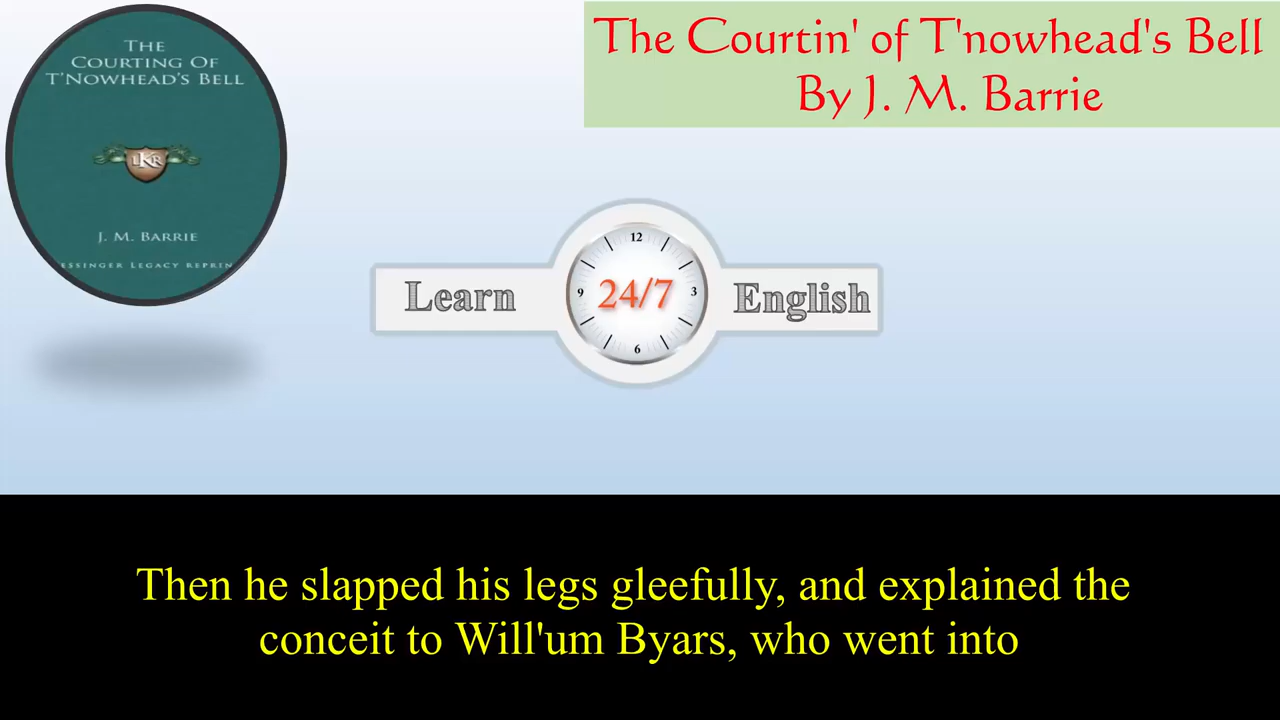 THE
COURTING OF
T'NOWHEAD'S BELL
LKR
J. M. BARRIE
ESSINGER LEGACY REPRIN
The Courtin' of T'nowhead's Bell
By J. M. Barrie
Learn 24/7 English
12
9
3
6
Then he slapped his legs gleefully, and explained the
conceit to Will'um Byars, who went into